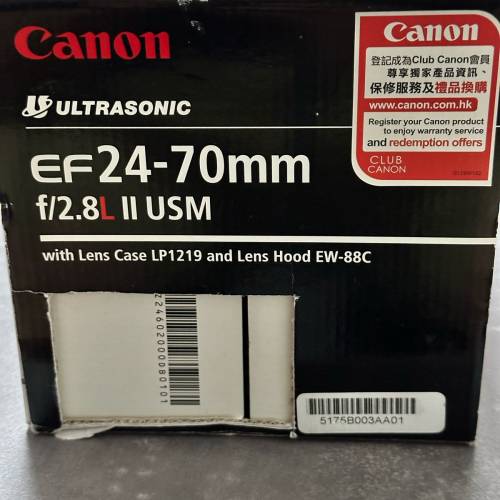 Canon
ULTRASONIC
EF24-70mm
f/2.8L II USM
with Lens Case LP1219 and Lens Hood EW-88C
Canon
登記成為Club Canon會員
尊享獨家產品資訊、
保修服務及禮品換購
www.canon.com.hk
Register your Canon product
to enjoy warranty service
and redemption offers
CLUB
CANON
5175B003AA01